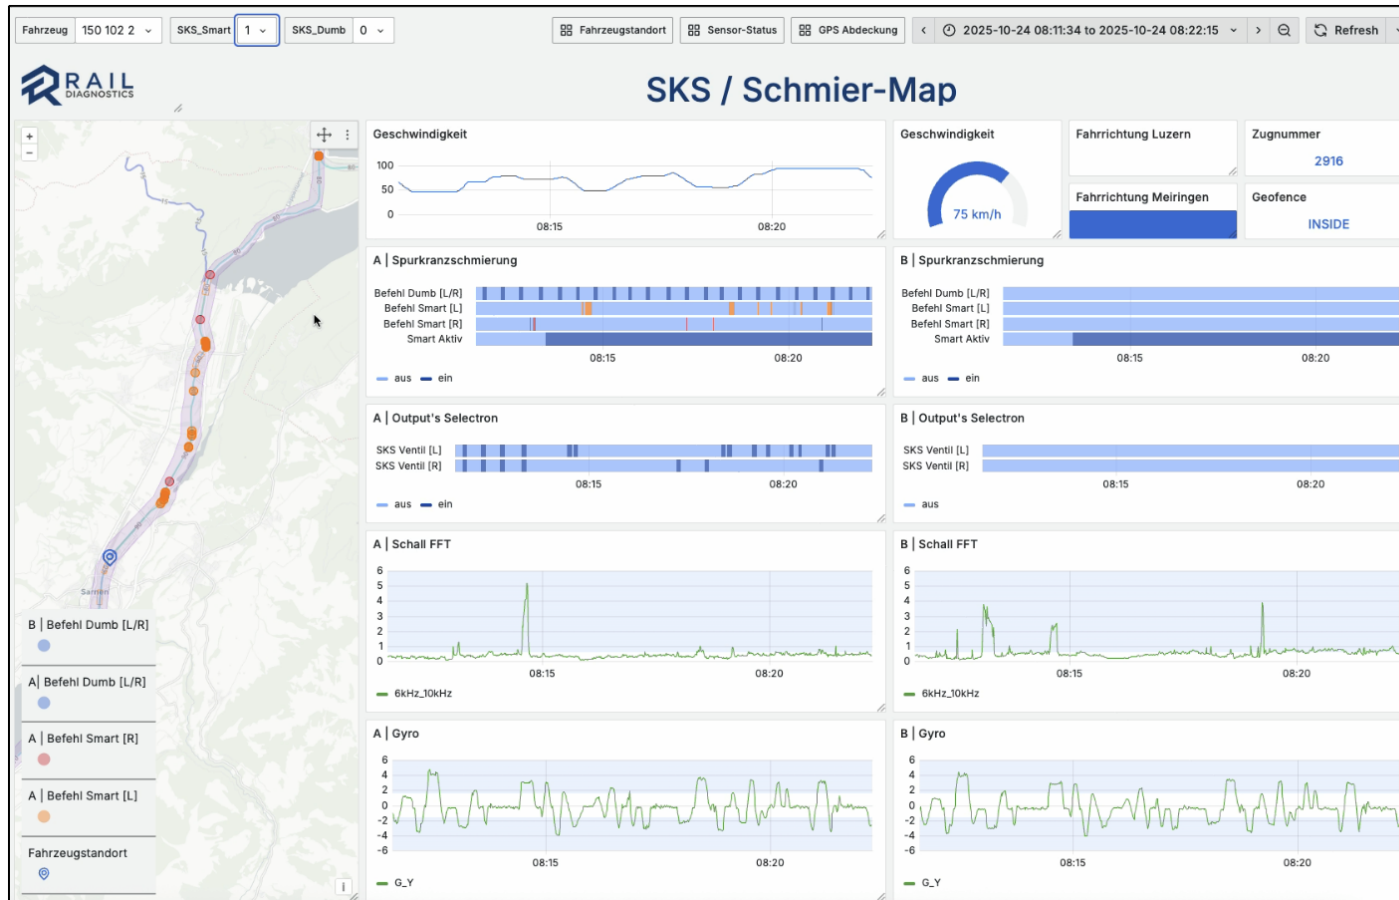 Fahrzeug 150 102 2 SKS_Smart 1 SKS_Dumb 0 Fahrzeugstandort Sensor-Status GPS Abdeckung 2025-10-24 08:11:34 to 2025-10-24 08:22:15 Refresh
RAIL
DIAGNOSTICS
SKS / Schmier-Map
+
−
Sarnen
B | Befehl Dumb [L/R]
A| Befehl Dumb [L/R]
A | Befehl Smart [R]
A | Befehl Smart [L]
Fahrzeugstandort
i
Geschwindigkeit
100
50
0
08:15 08:20
Geschwindigkeit
75 km/h
Fahrrichtung Luzern
Fahrrichtung Meiringen
Zugnummer
2916
Geofence
INSIDE
A | Spurkranzschmierung
Befehl Dumb [L/R]
Befehl Smart [L]
Befehl Smart [R]
Smart Aktiv
08:15 08:20
aus ein
B | Spurkranzschmierung
Befehl Dumb [L/R]
Befehl Smart [L]
Befehl Smart [R]
Smart Aktiv
08:15 08:20
aus ein
A | Output's Selectron
SKS Ventil [L]
SKS Ventil [R]
08:15 08:20
aus ein
B | Output's Selectron
SKS Ventil [L]
SKS Ventil [R]
08:15 08:20
aus
A | Schall FFT
6
5
4
3
2
1
0
08:15 08:20
6kHz_10kHz
B | Schall FFT
6
5
4
3
2
1
0
08:15 08:20
6kHz_10kHz
A | Gyro
6
4
2
0
-2
-4
-6
08:15 08:20
G_Y
B | Gyro
6
4
2
0
-2
-4
-6
08:15 08:20
G_Y